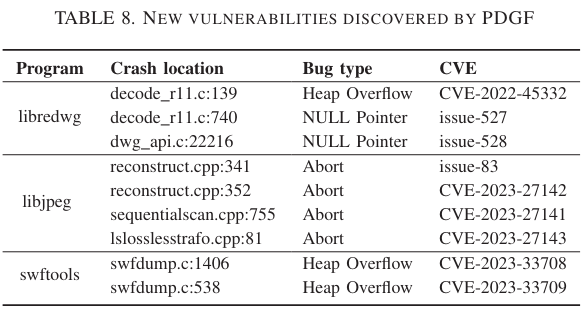 TABLE 8. NEW VULNERABILITIES DISCOVERED BY PDGF
Program Crash location Bug type CVE
libredwg
decode_r11.c:139 Heap Overflow CVE-2022-45332
decode_r11.c:740 NULL Pointer issue-527
dwg_api.c:22216 NULL Pointer issue-528
libjpeg
reconstruct.cpp:341 Abort issue-83
reconstruct.cpp:352 Abort CVE-2023-27142
sequentialscan.cpp:755 Abort CVE-2023-27141
lslosslesstrafo.cpp:81 Abort CVE-2023-27143
swftools
swfdump.c:1406 Heap Overflow CVE-2023-33708
swfdump.c:538 Heap Overflow CVE-2023-33709